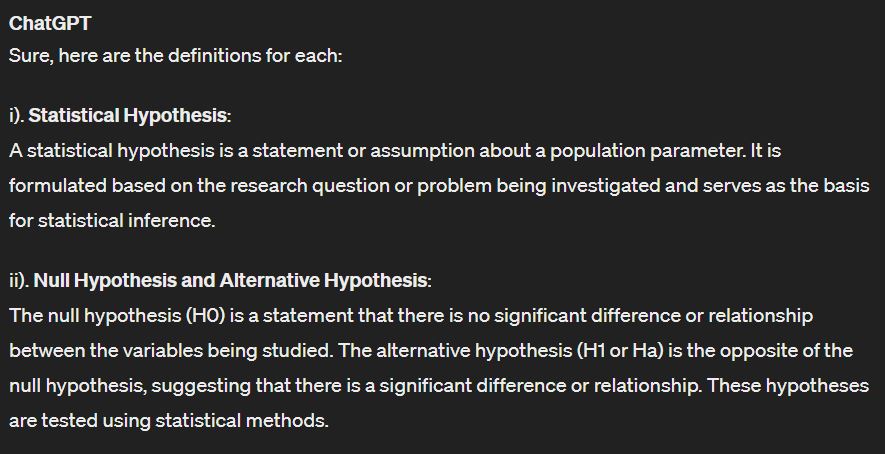 ChatGPT
Sure, here are the definitions for each:
i). Statistical Hypothesis:
A statistical hypothesis is a statement or assumption about a population parameter. It is
formulated based on the research question or problem being investigated and serves as the basis
for statistical inference.
ii). Null Hypothesis and Alternative Hypothesis:
The null hypothesis (H0) is a statement that there is no significant difference or relationship
between the variables being studied. The alternative hypothesis (H1 or Ha) is the opposite of the
null hypothesis, suggesting that there is a significant difference or relationship. These hypotheses
are tested using statistical methods.